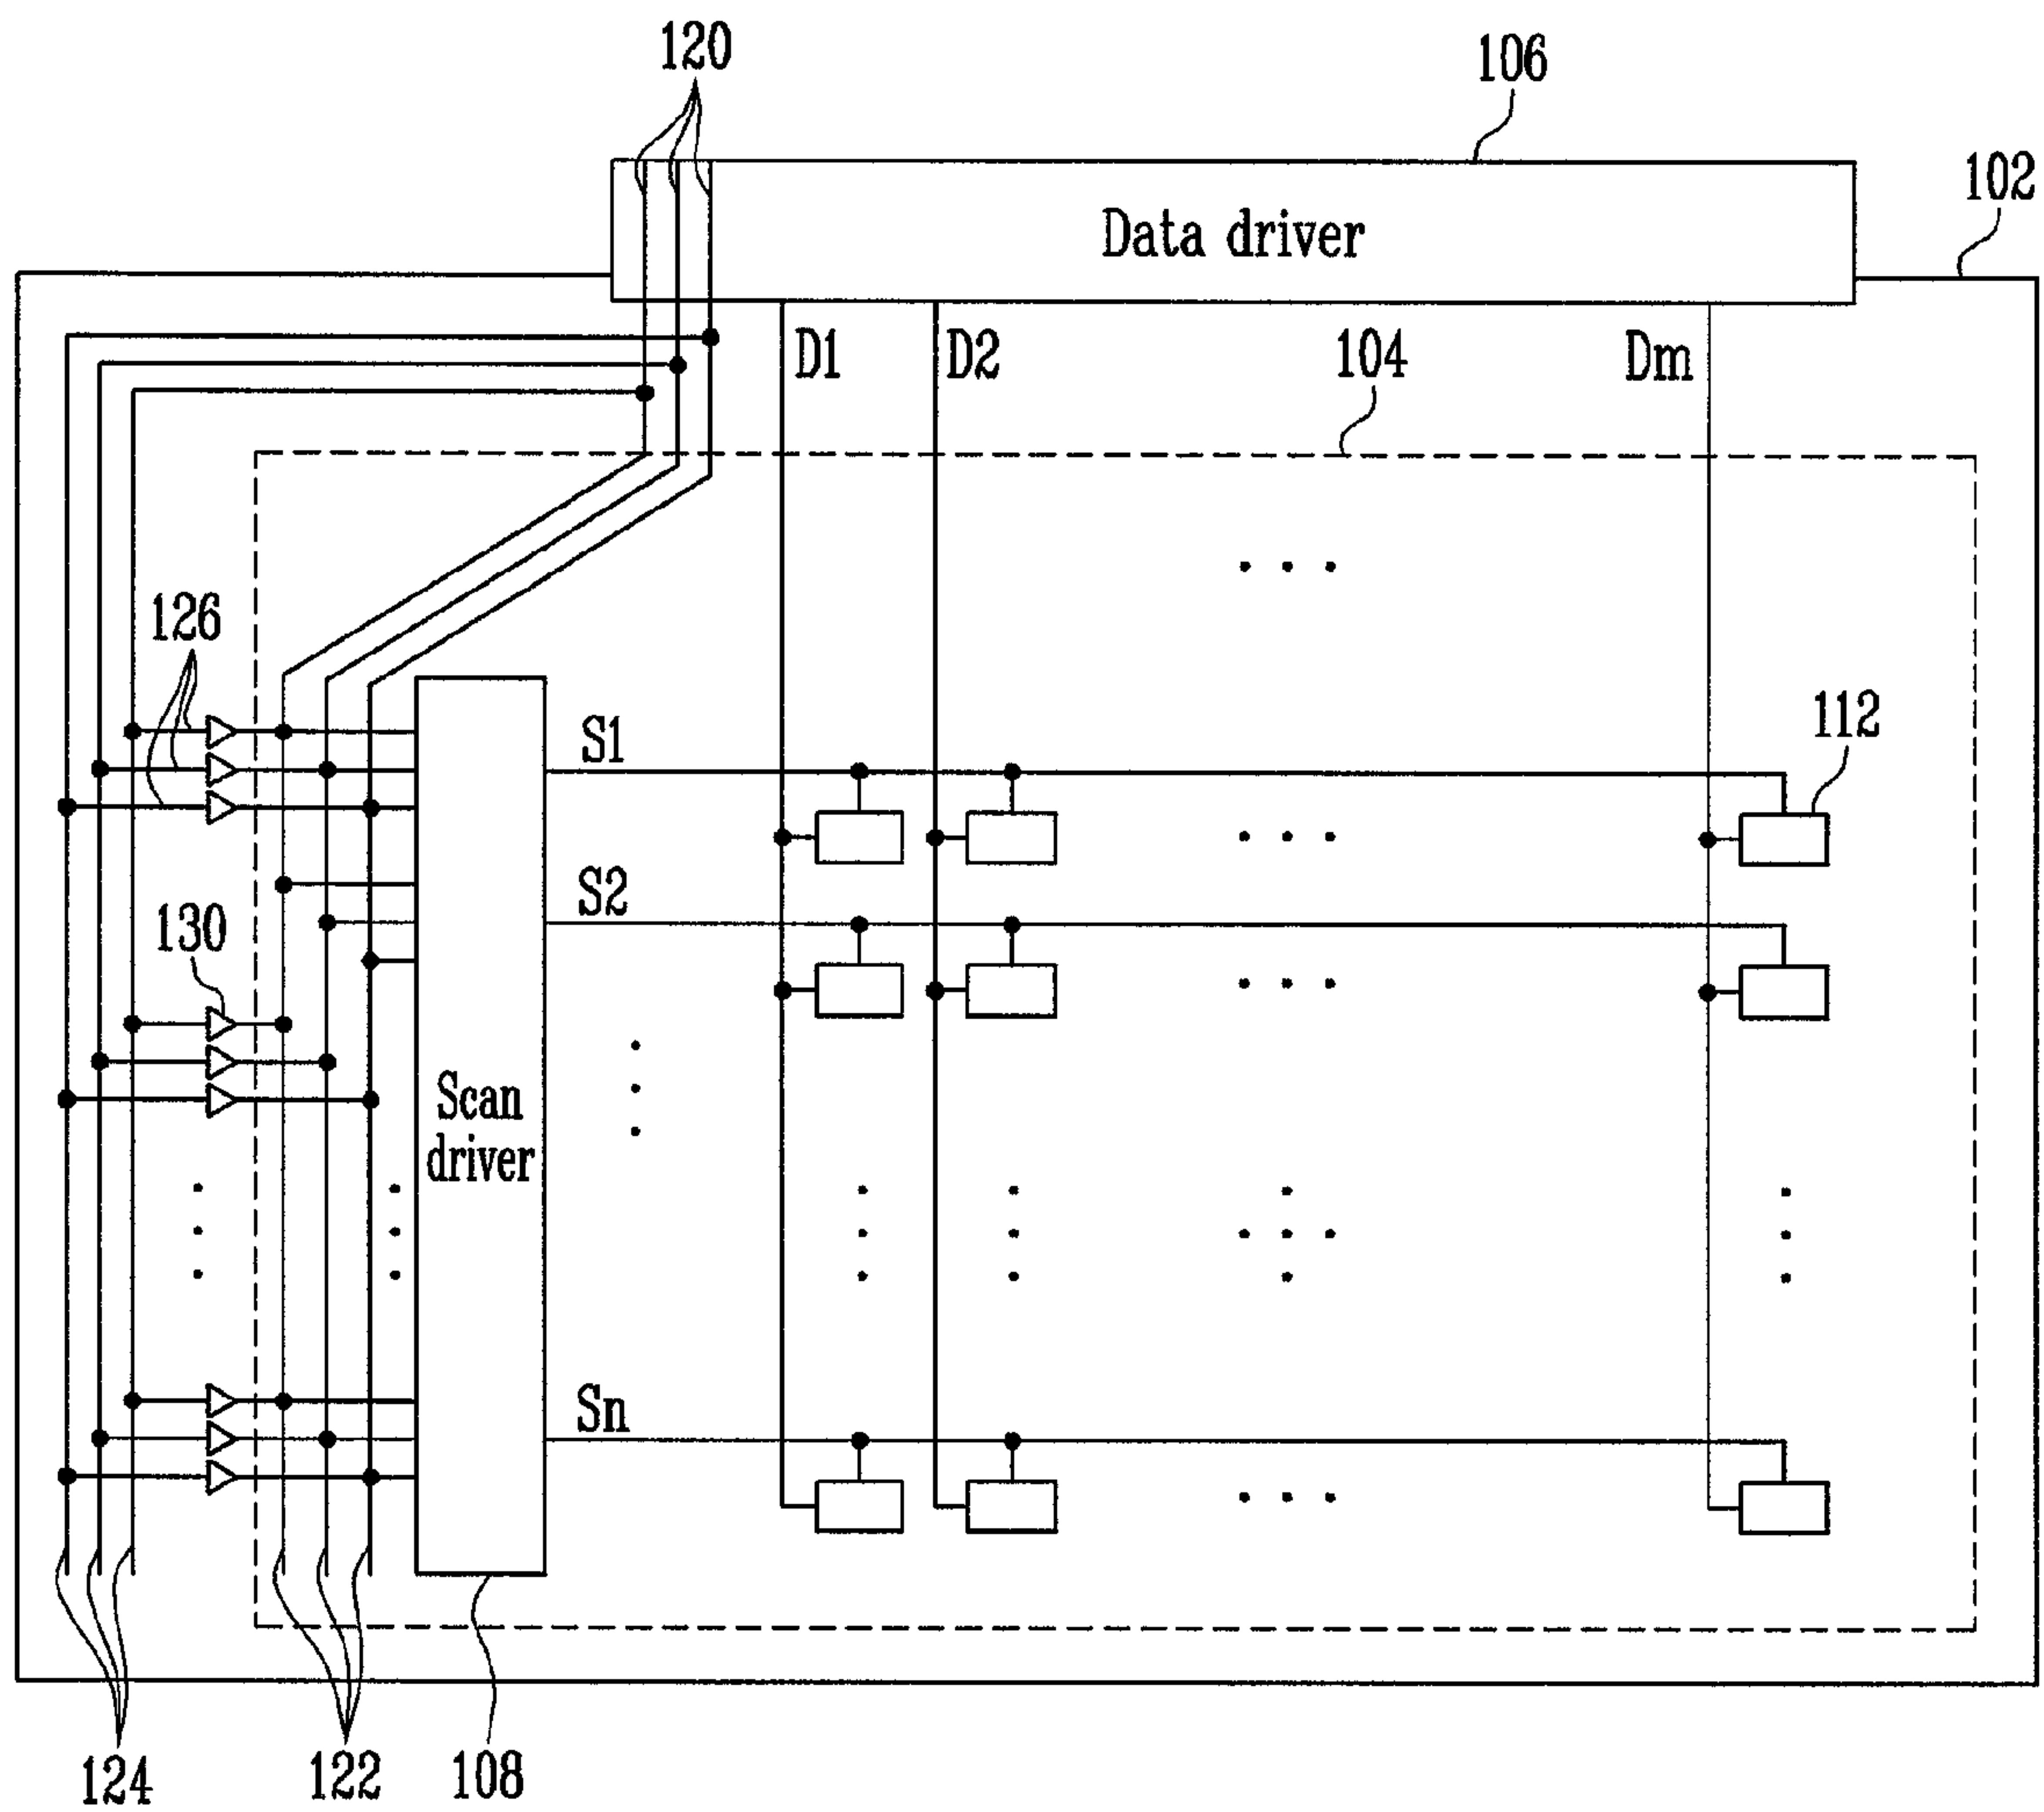 120
106
102
Data driver
D1
D2
Dm
104
126
S1
112
S2
130
Scan
driver
Sn
124
122
108